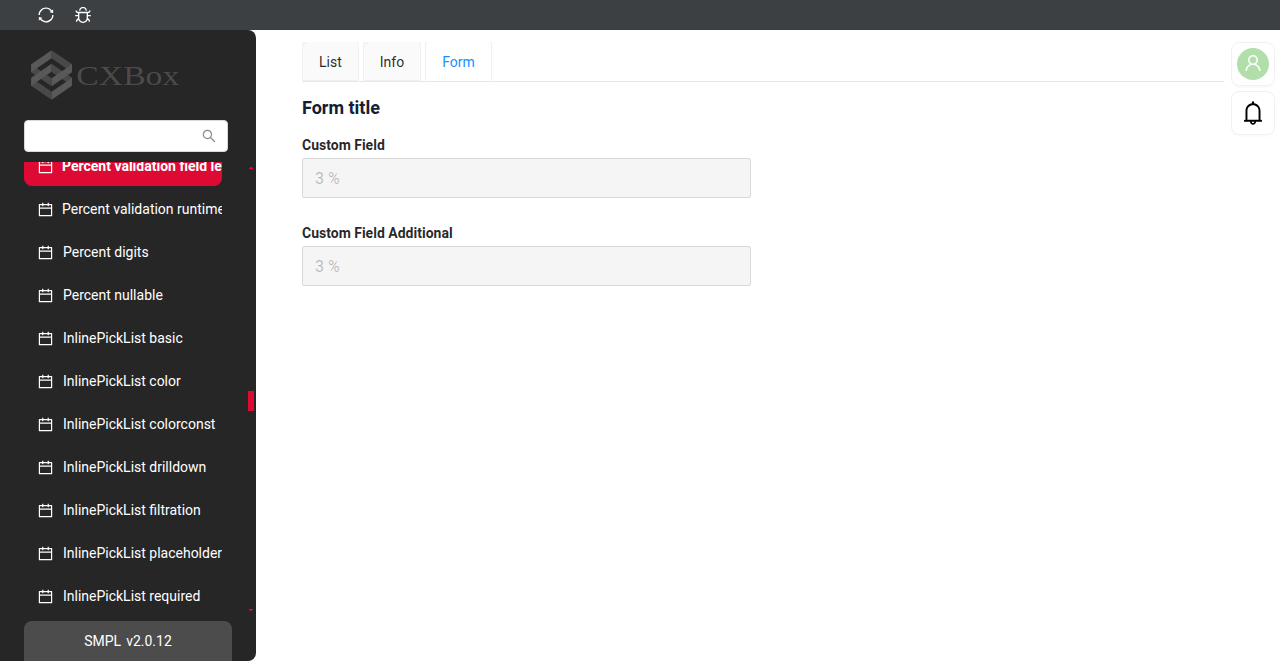 CXBox
Percent validation field le
Percent validation runtime
Percent digits
Percent nullable
InlinePickList basic
InlinePickList color
InlinePickList colorconst
InlinePickList drilldown
InlinePickList filtration
InlinePickList placeholder
InlinePickList required
SMPL v2.0.12
List Info Form
Form title
Custom Field
3 %
Custom Field Additional
3 %